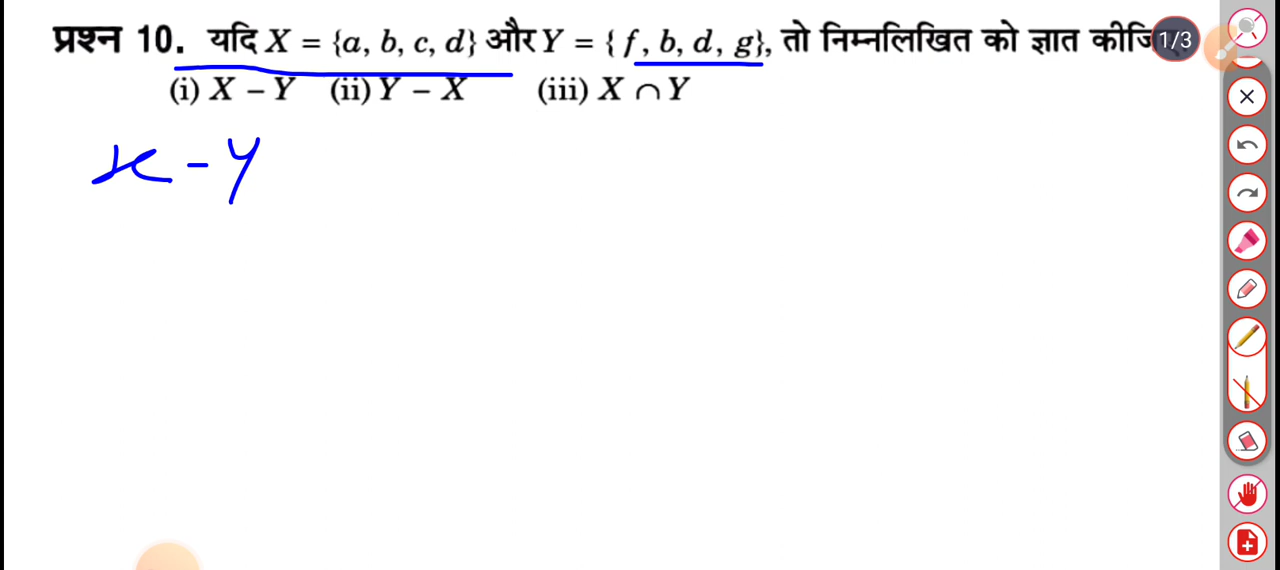 प्रश्न 10. यदि X = {a, b, c, d} और Y = { f, b, d, g}, तो निम्नलिखित को ज्ञात 1/3
(i) X – Y (ii) Y – X (iii) X ∩ Y
x - y